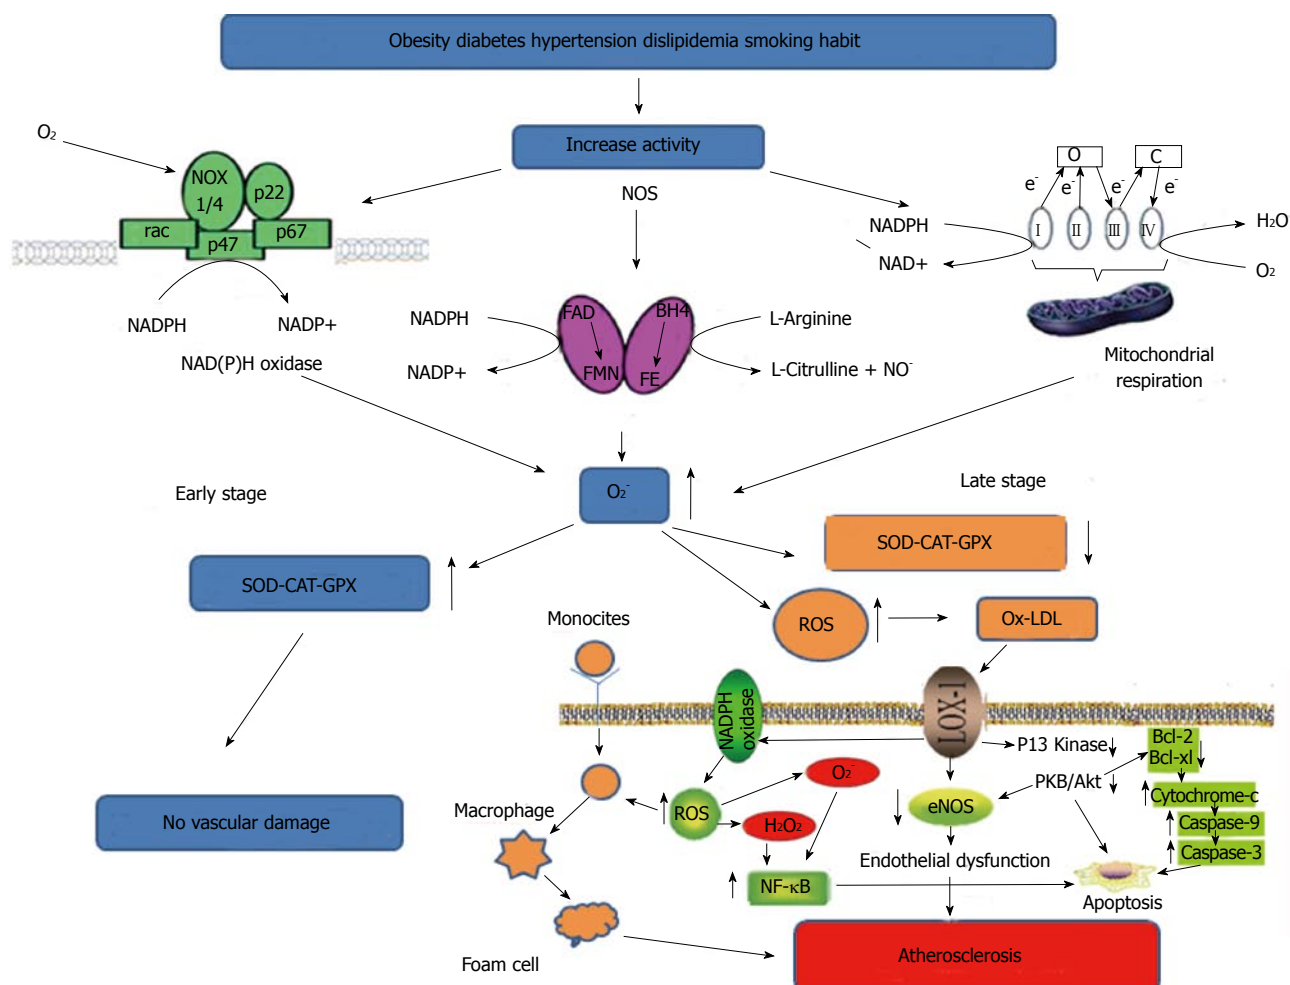 Obesity diabetes hypertension dislipidemia smoking habit
Increase activity
O₂
NOX
1/4
p22
rac
p47
p67
NADPH
NADP+
NAD(P)H oxidase
NOS
NADPH
NADP+
FAD
FMN
BH4
FE
L-Arginine
L-Citrulline + NO⁻
O
C
e⁻
e⁻
e⁻
e⁻
I
II
III
IV
NADPH
NAD+
H₂O
O₂
Mitochondrial
respiration
O₂⁻
Early stage
Late stage
SOD-CAT-GPX
SOD-CAT-GPX
ROS
Ox-LDL
Monocites
NADPH
oxidase
LOX-1
P13 Kinase
Bcl-2
Bcl-xl
PKB/Akt
Cytochrome-c
Caspase-9
Caspase-3
O₂⁻
ROS
H₂O₂
eNOS
Macrophage
No vascular damage
NF-κB
Endothelial dysfunction
Apoptosis
Foam cell
Atherosclerosis